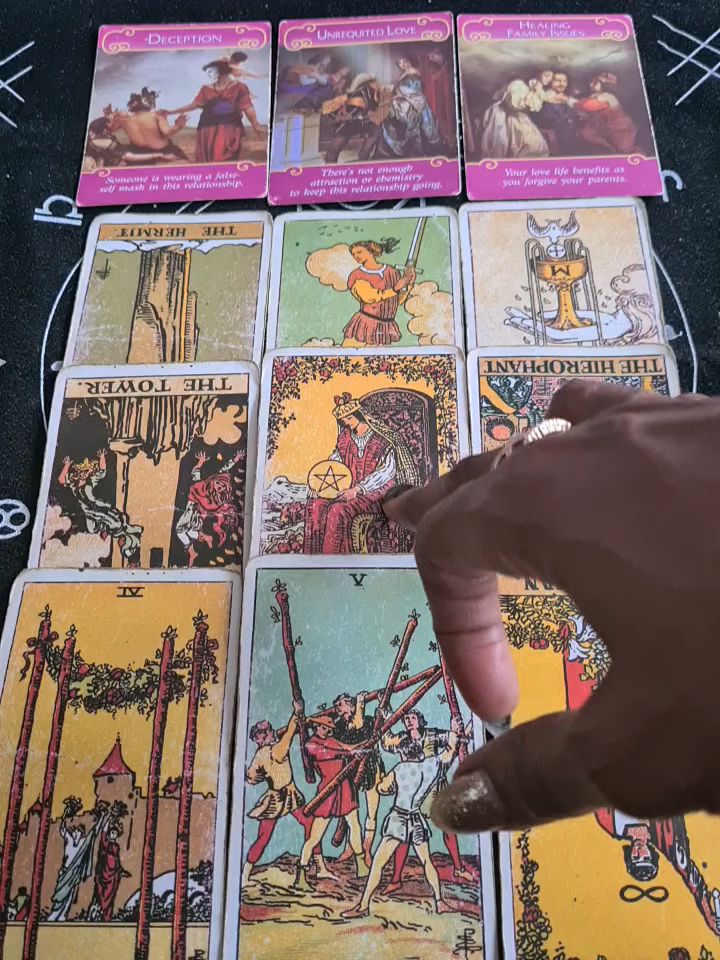 DECEPTION
Someone is wearing a false-
self mask in this relationship.
UNREQUITED LOVE
There's not enough
attraction or chemistry
to keep this relationship going.
HEALING
FAMILY ISSUES
Your love life benefits as
you forgive your parents.
THE HERMIT.
M
THE TOWER.
THE HIEROPHANT
IV
V